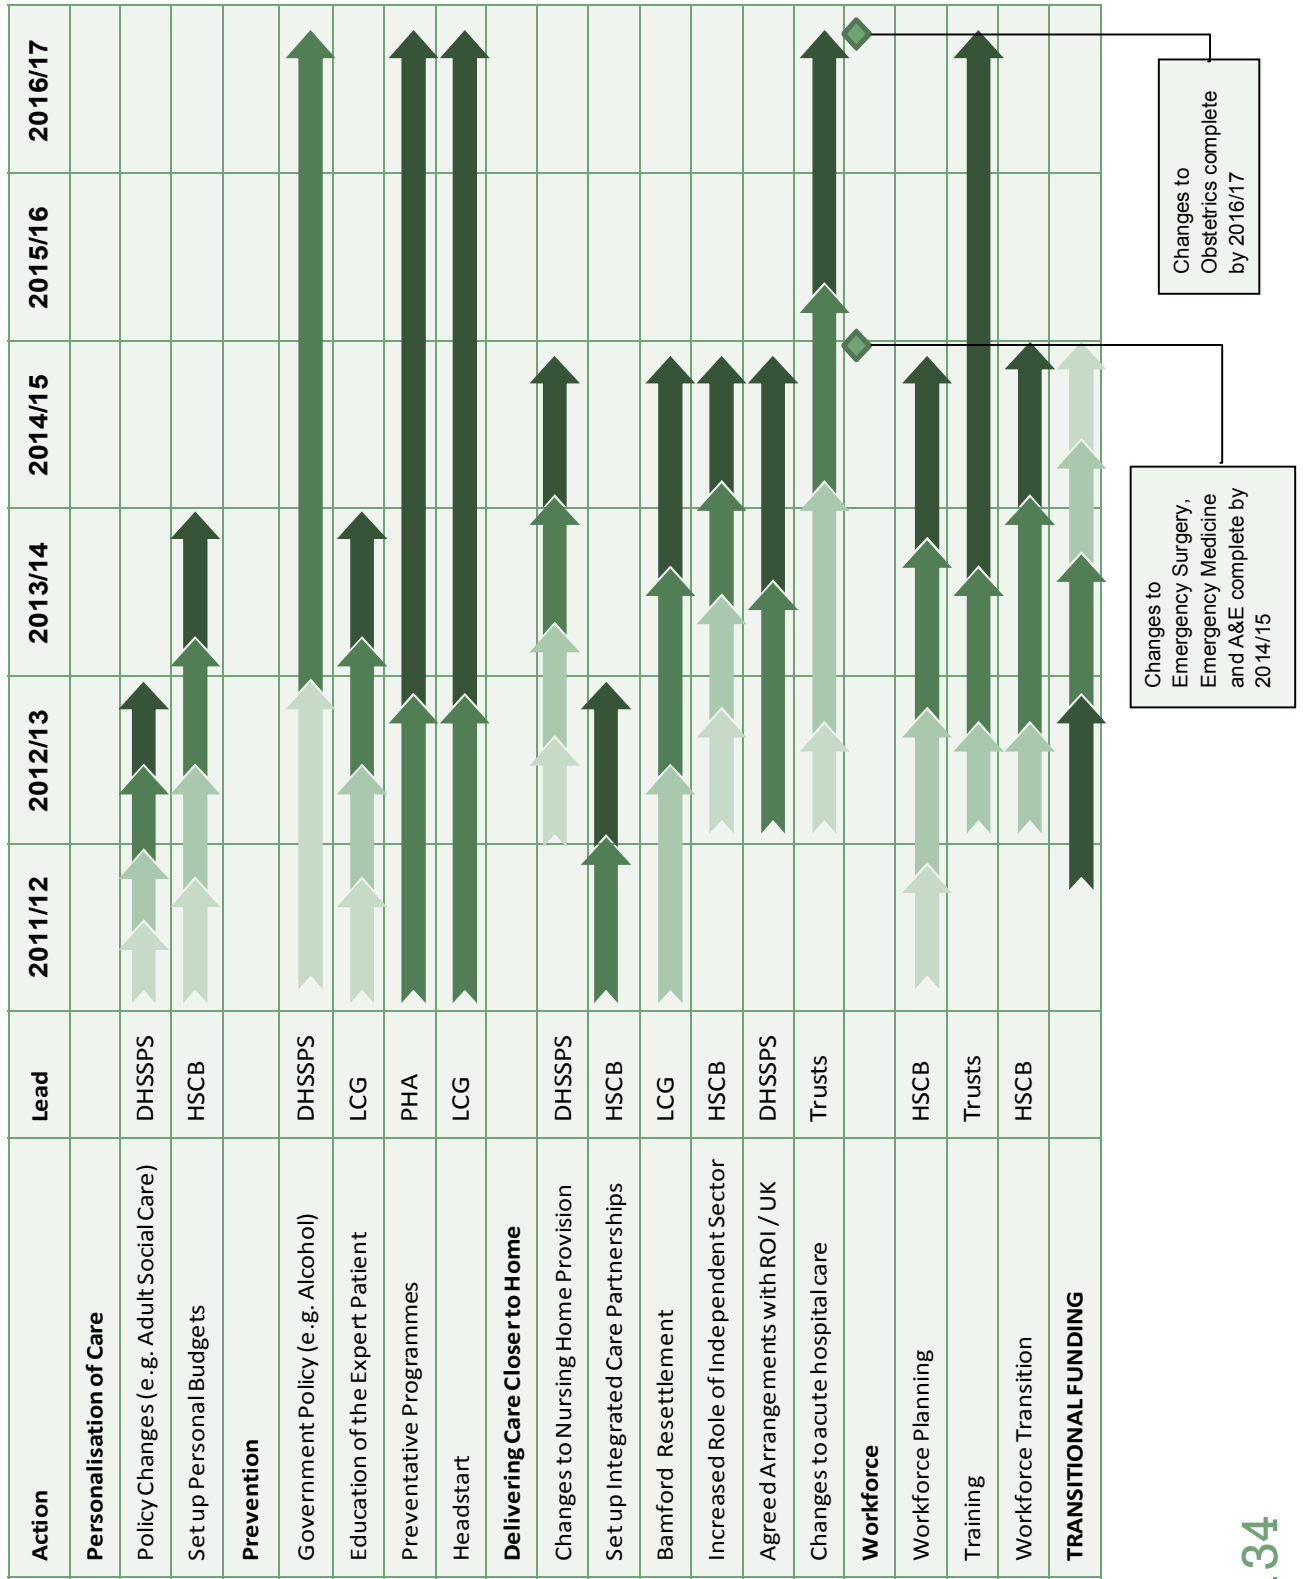 Action Lead 2011/12 2012/13 2013/14 2014/15 2015/16 2016/17
Personalisation of Care
Policy Changes (e.g. Adult Social Care) DHSSPS
Set up Personal Budgets HSCB
Prevention
Government Policy (e.g. Alcohol) DHSSPS
Education of the Expert Patient LCG
Preventative Programmes PHA
Headstart LCG
Delivering Care Closer to Home
Changes to Nursing Home Provision DHSSPS
Set up Integrated Care Partnerships HSCB
Bamford Resettlement LCG
Increased Role of Independent Sector HSCB
Agreed Arrangements with ROI / UK DHSSPS
Changes to acute hospital care Trusts
Workforce
Workforce Planning HSCB
Training Trusts
Workforce Transition HSCB
TRANSITIONAL FUNDING
Changes to
Emergency Surgery,
Emergency Medicine
and A&E complete by
2014/15
Changes to
Obstetrics complete
by 2016/17
134